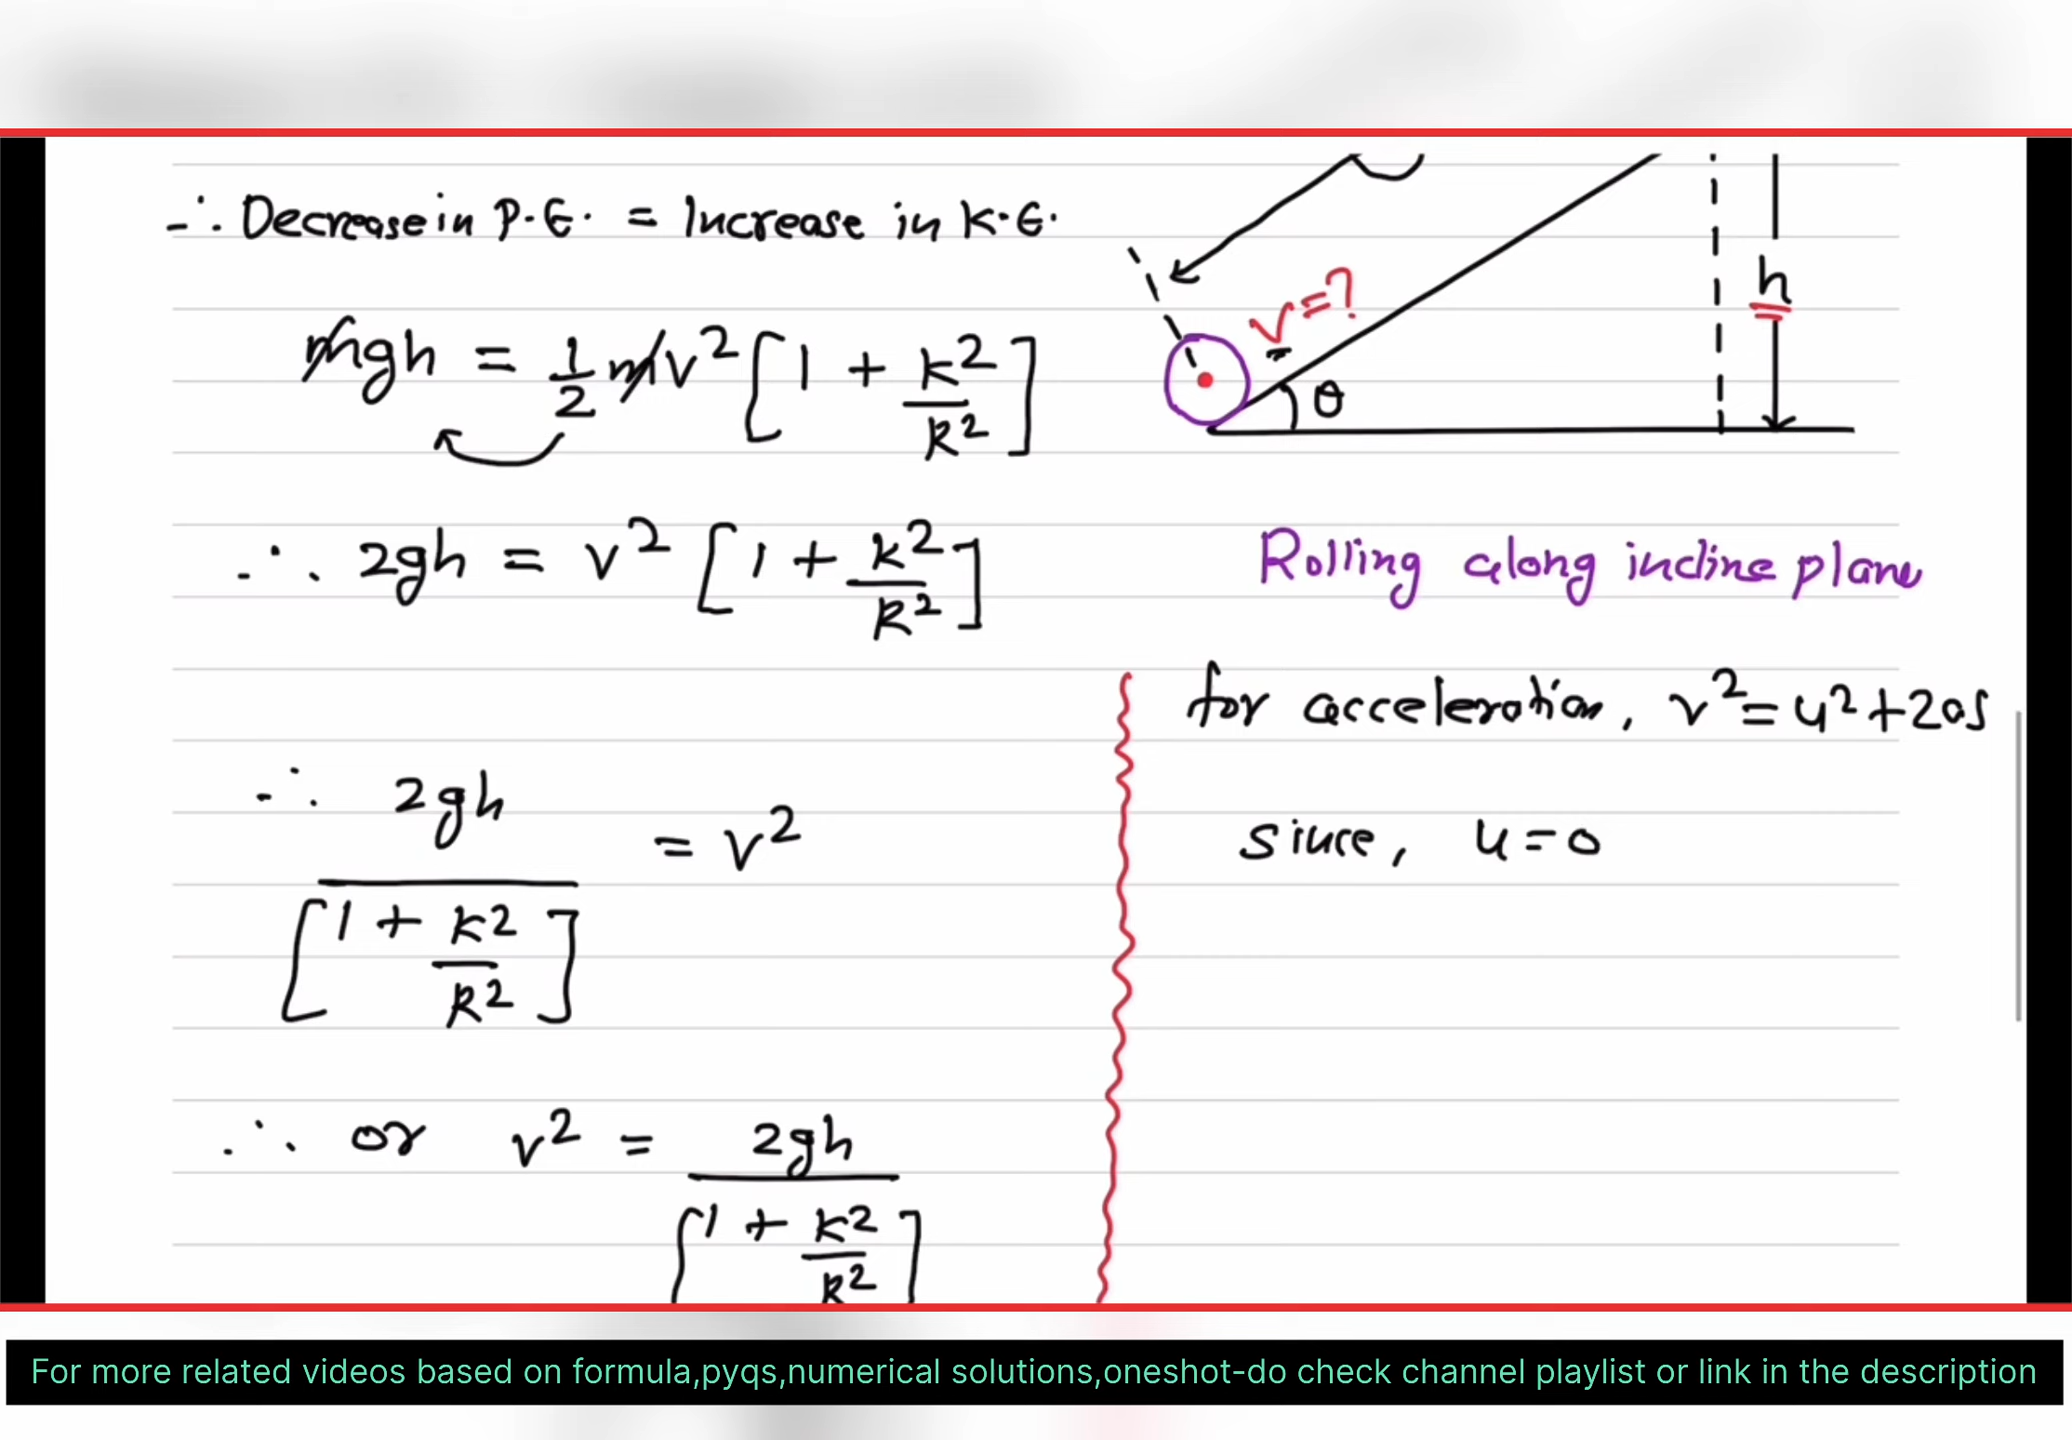 ∴ Decrease in P.E. = Increase in K.E.
mgh = 1/2 mv² [1 + K²/R²]
v=?
h
θ
∴ 2gh = v² [1 + K²/R²]
Rolling along incline plane
∴ 2gh / [1 + K²/R²] = v²
∴ or v² = 2gh / [1 + K²/R²]
for acceleration, v² = u² + 2as
since, u = 0
For more related videos based on formula,pyqs,numerical solutions,oneshot-do check channel playlist or link in the description